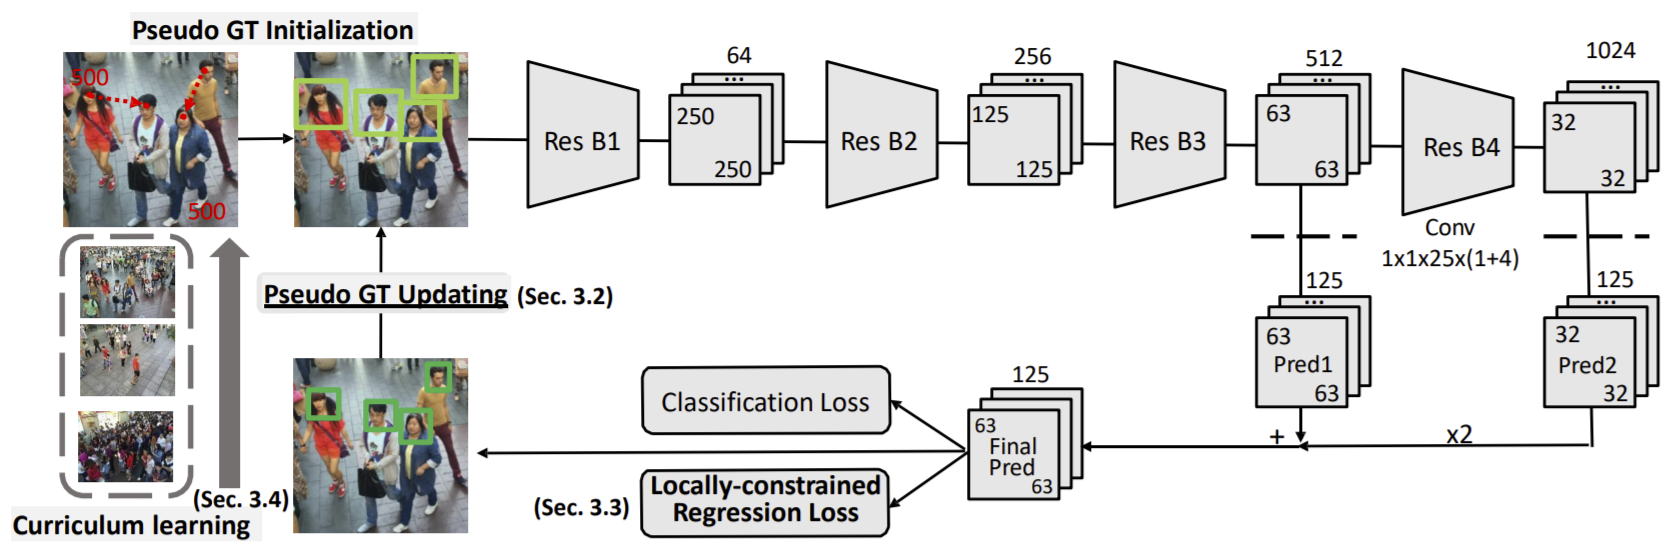 Pseudo GT Initialization
500
500
Res B1
64
...
250
250
Res B2
256
...
125
125
Res B3
512
...
63
63
Res B4
1024
...
32
32
Conv
1x1x25x(1+4)
125
...
63
Pred1
63
125
...
32
Pred2
32
+
x2
125
63
Final
Pred
63
Classification Loss
Locally-constrained
Regression Loss
(Sec. 3.3)
Pseudo GT Updating (Sec. 3.2)
(Sec. 3.4)
Curriculum learning